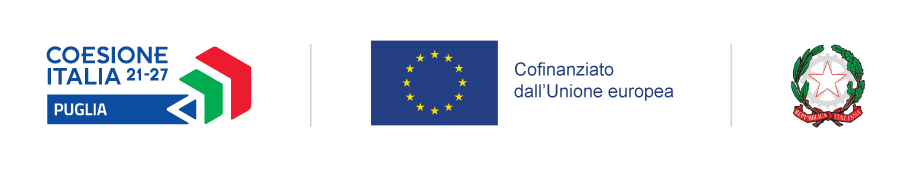 COESIONE
ITALIA 21-27
PUGLIA
Cofinanziato
dall'Unione europea
REPUBBLICA ITALIANA